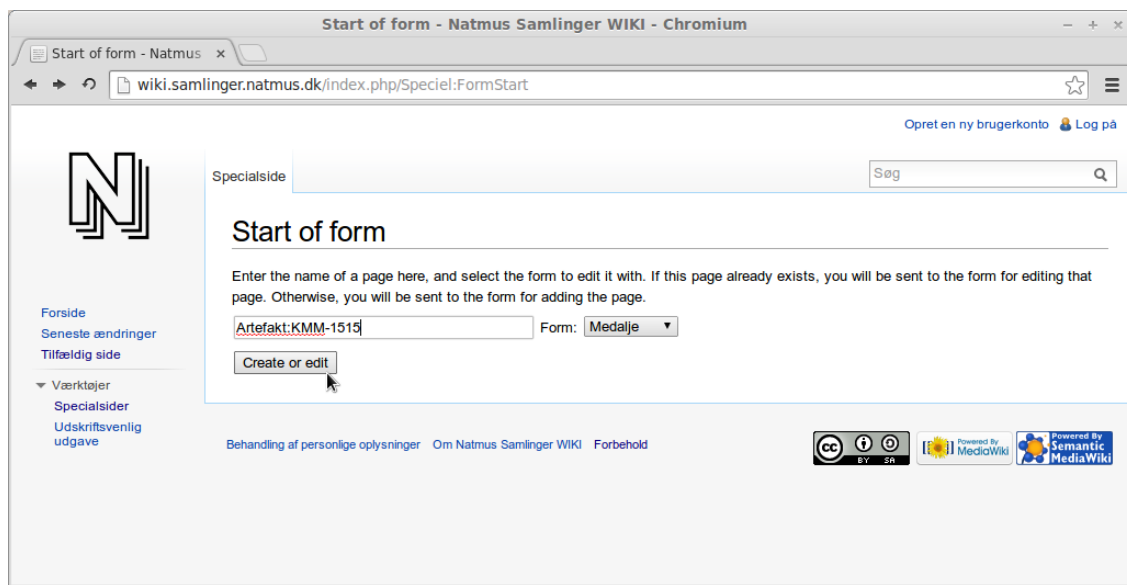 Start of form - Natmus Samlinger WIKI - Chromium
Start of form - Natmus
wiki.samlinger.natmus.dk/index.php/Speciel:FormStart
Opret en ny brugerkonto Log på
N
Specialside
Søg
Start of form
Enter the name of a page here, and select the form to edit it with. If this page already exists, you will be sent to the form for editing that
page. Otherwise, you will be sent to the form for adding the page.
Artefakt:KMM-1515 Form: Medalje
Create or edit
Forside
Seneste ændringer
Tilfældig side
Værktøjer
Specialsider
Udskriftsvenlig
udgave
Behandling af personlige oplysninger Om Natmus Samlinger WIKI Forbehold
cc BY SA
[[ ]] Powered By MediaWiki
Powered By
Semantic
MediaWiki